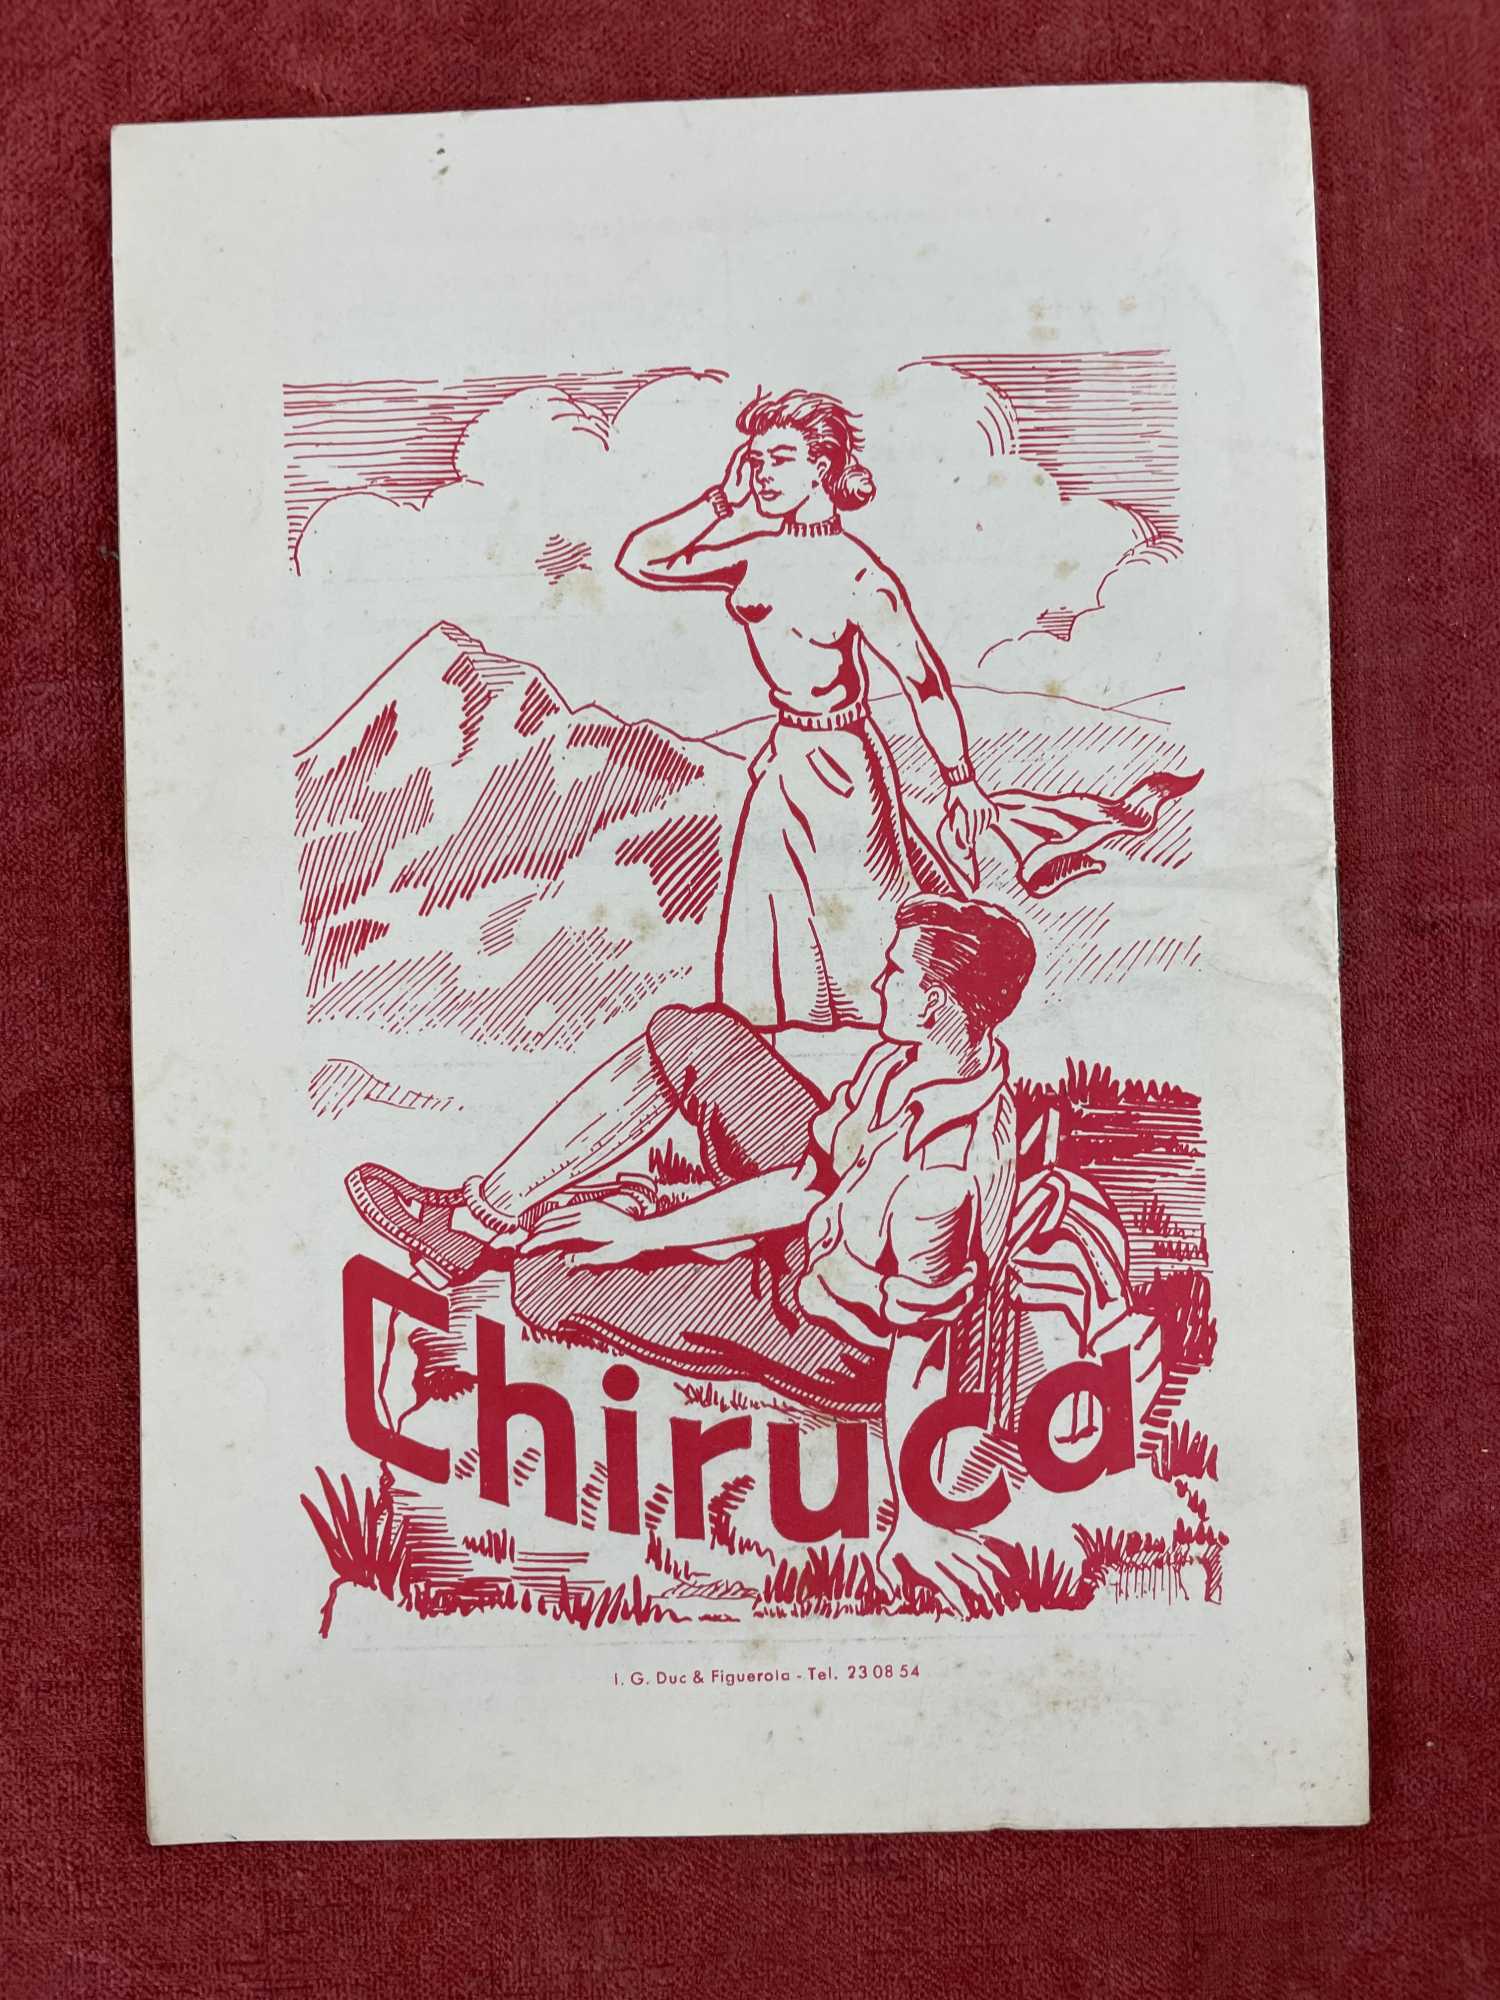 Chiruca
I. G. Duc & Figuerola - Tel. 23 08 54